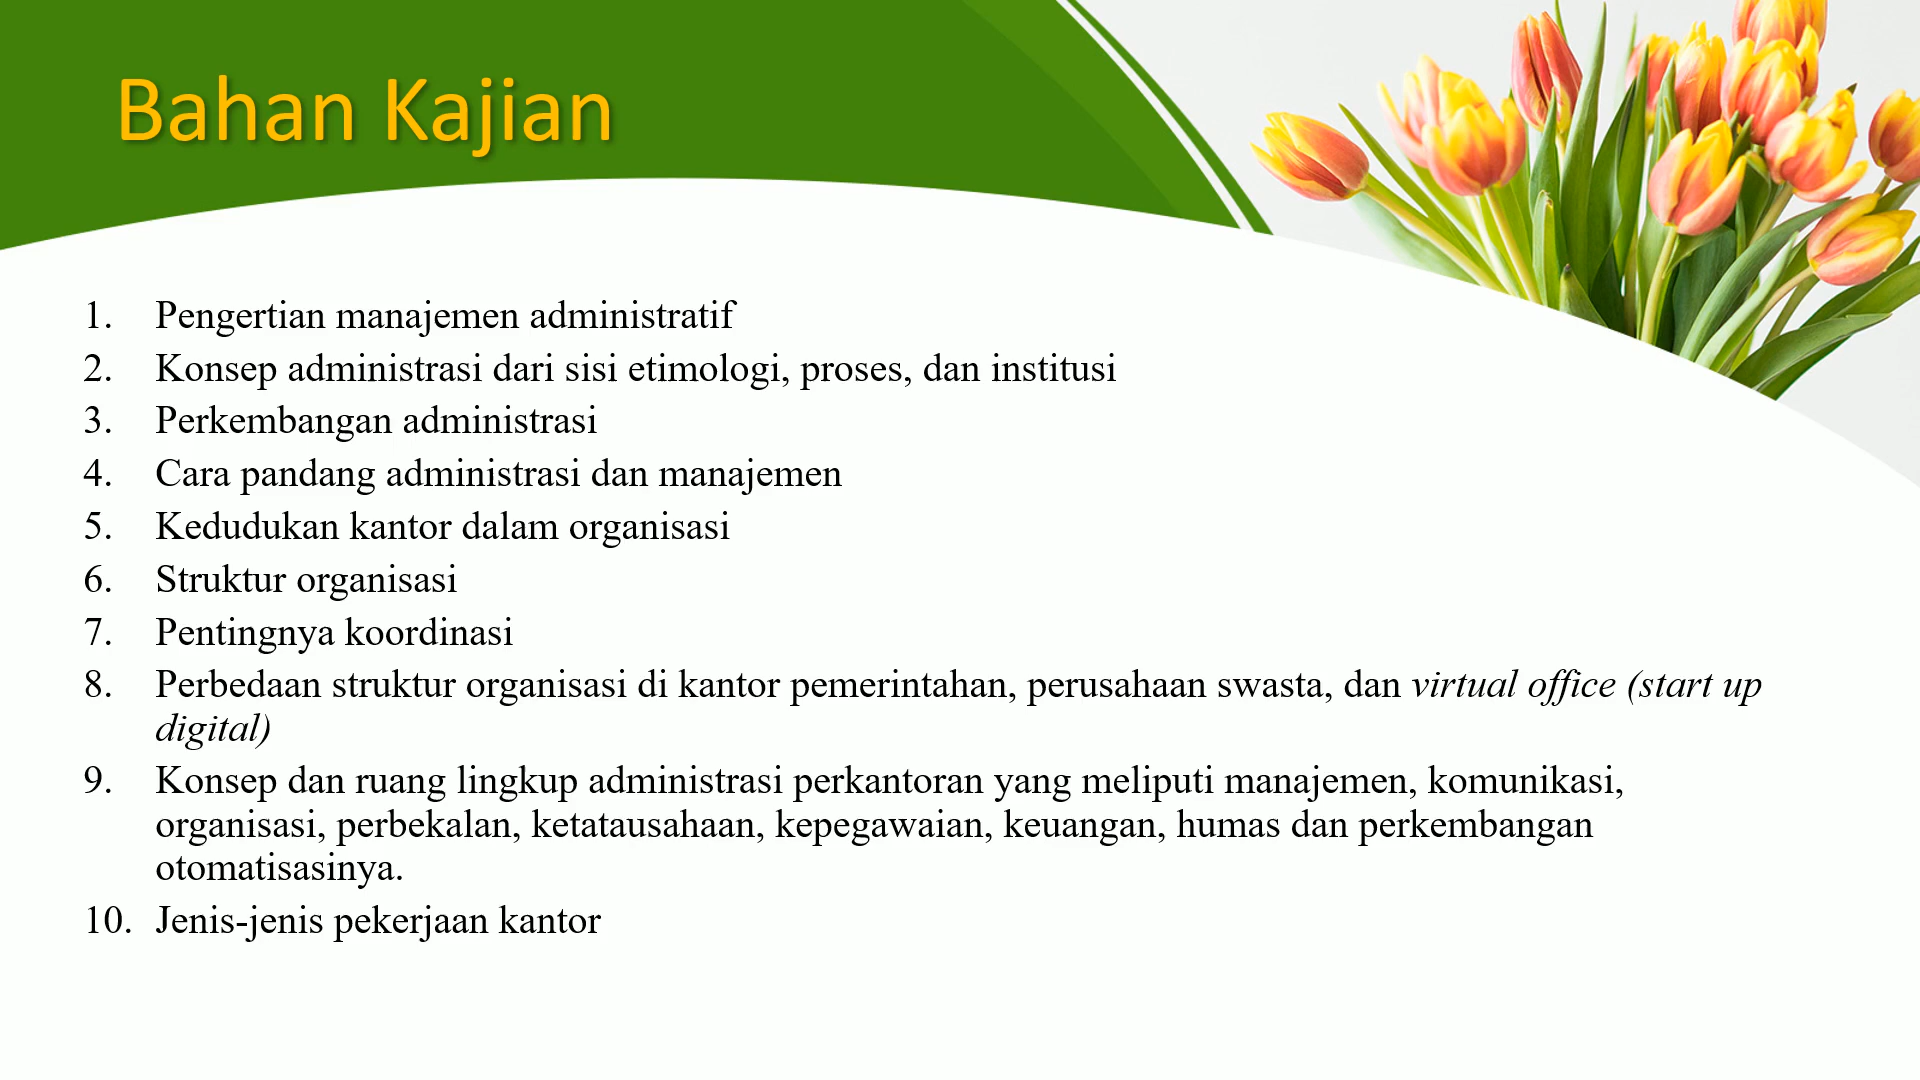 Bahan Kajian
1. Pengertian manajemen administratif
2. Konsep administrasi dari sisi etimologi, proses, dan institusi
3. Perkembangan administrasi
4. Cara pandang administrasi dan manajemen
5. Kedudukan kantor dalam organisasi
6. Struktur organisasi
7. Pentingnya koordinasi
8. Perbedaan struktur organisasi di kantor pemerintahan, perusahaan swasta, dan virtual office (start up
digital)
9. Konsep dan ruang lingkup administrasi perkantoran yang meliputi manajemen, komunikasi,
organisasi, perbekalan, ketatausahaan, kepegawaian, keuangan, humas dan perkembangan
otomatisasinya.
10. Jenis-jenis pekerjaan kantor